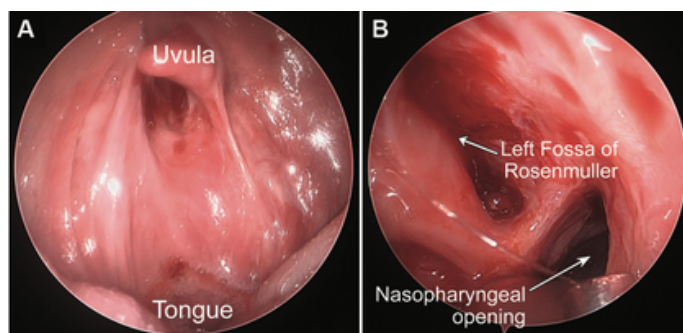 A
Uvula
Tongue
B
Left Fossa of
Rosenmuller
Nasopharyngeal
opening